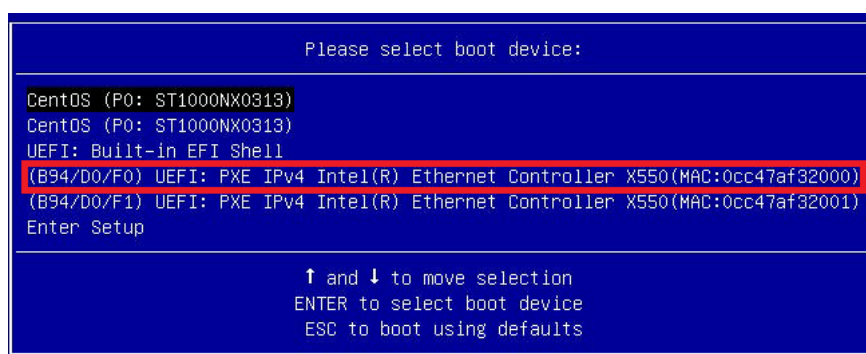 Please select boot device:
CentOS (P0: ST1000NX0313)
CentOS (P0: ST1000NX0313)
UEFI: Built-in EFI Shell
(B94/D0/F0) UEFI: PXE IPv4 Intel(R) Ethernet Controller X550(MAC:0cc47af32000)
(B94/D0/F1) UEFI: PXE IPv4 Intel(R) Ethernet Controller X550(MAC:0cc47af32001)
Enter Setup
↑ and ↓ to move selection
ENTER to select boot device
ESC to boot using defaults